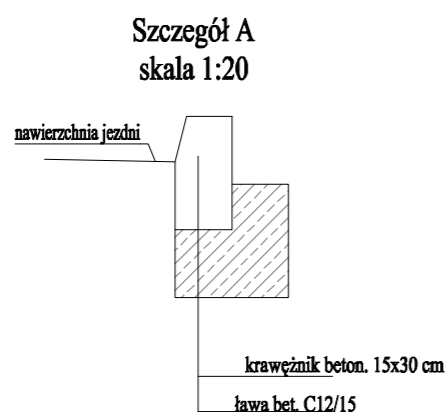 Szczegół A
skala 1:20
nawierzchnia jezdni
krawężnik beton. 15x30 cm
ława bet. C12/15